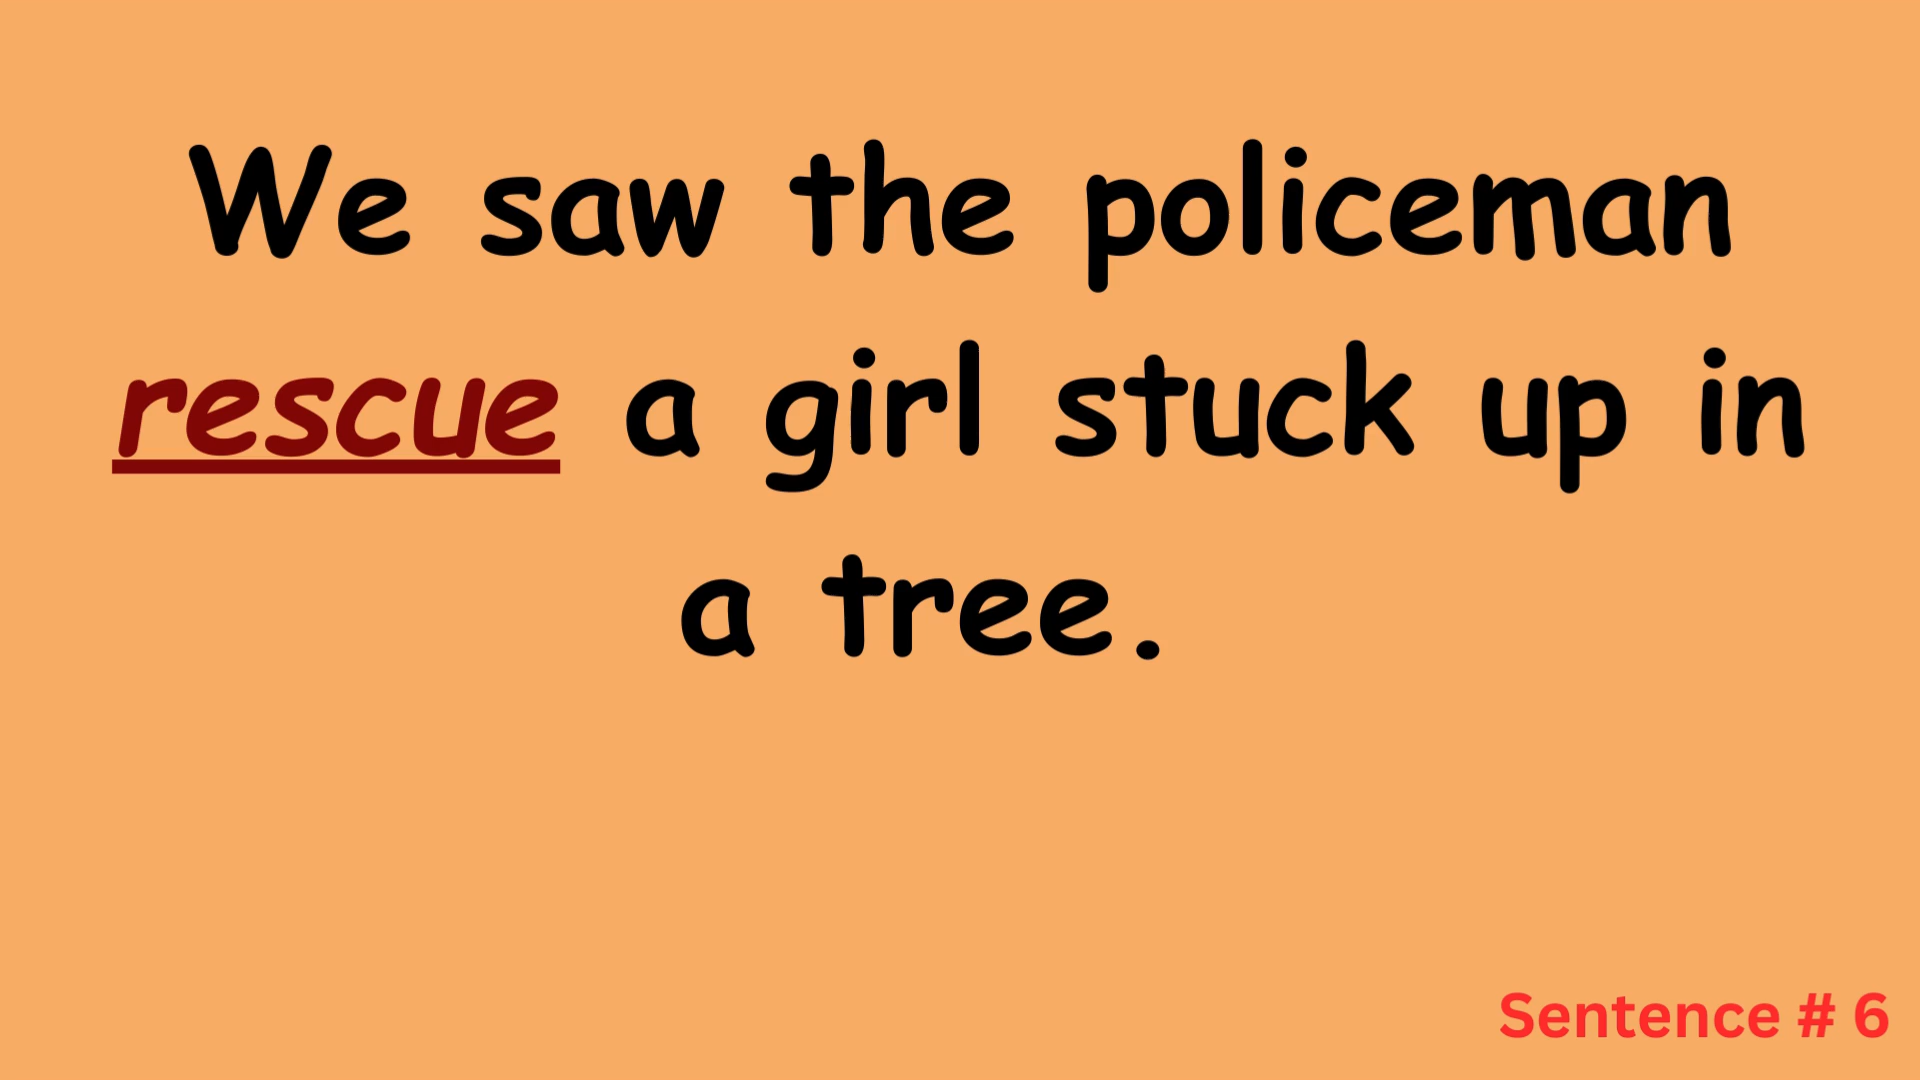 We saw the policeman
rescue a girl stuck up in
a tree.
Sentence # 6